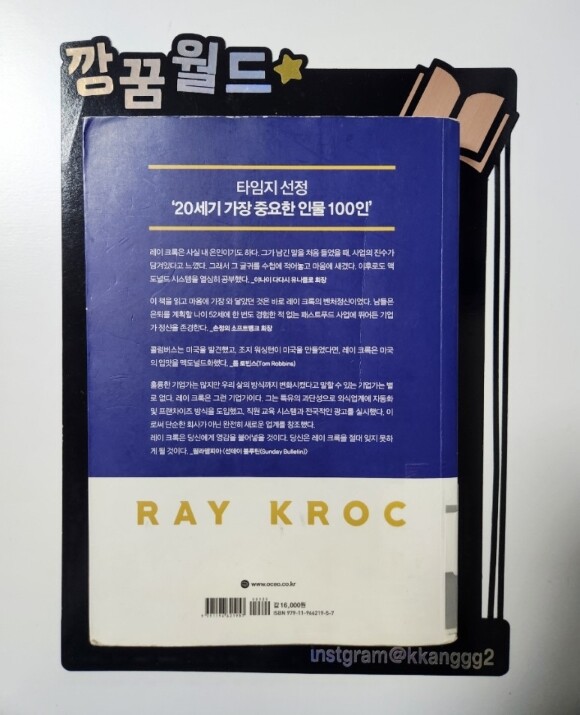 깡꿈월드
타임지 선정
‘20세기 가장 중요한 인물 100인’
레이 크록은 사실 내 은인이기도 하다. 그가 남긴 말을 처음 들었을 때, 사업의 진수가
담겨있다고 느꼈다. 그래서 그 글귀를 수첩에 적어놓고 마음에 새겼다. 이후로도 맥
도널드 시스템을 열심히 공부했다. _야나이 다다시 유니클로 회장
이 책을 읽고 마음에 가장 와 닿았던 것은 바로 레이 크록의 벤처정신이었다. 남들은
은퇴를 계획할 나이 52세에 한 번도 경험한 적 없는 패스트푸드 사업에 뛰어든 기업
가 정신을 존경한다. _손정의 소프트뱅크 회장
콜럼버스는 미국을 발견했고, 조지 워싱턴이 미국을 만들었다면, 레이 크록은 미국
의 입맛을 맥도널드화했다. _톰 로빈스(Tom Robbins)
훌륭한 기업가는 많지만 우리 삶의 방식까지 변화시켰다고 말할 수 있는 기업가는 별
로 없다. 레이 크록은 그런 기업가이다. 그는 특유의 과단성으로 외식업계에 자동화
및 프랜차이즈 방식을 도입했고, 직원 교육 시스템과 전국적인 광고를 실시했다. 이
로써 단순한 회사가 아닌 완전히 새로운 업계를 창조했다.
레이 크록은 당신에게 영감을 불어넣을 것이다. 당신은 레이 크록을 절대 잊지 못하
게 될 것이다. _필라델피아 〈선데이 블루틴(Sunday Bulletin)〉
RAY KROC
www.oceo.co.kr
값 16,000원
ISBN 979-11-964219-0-7
unstgram@kkanggg2